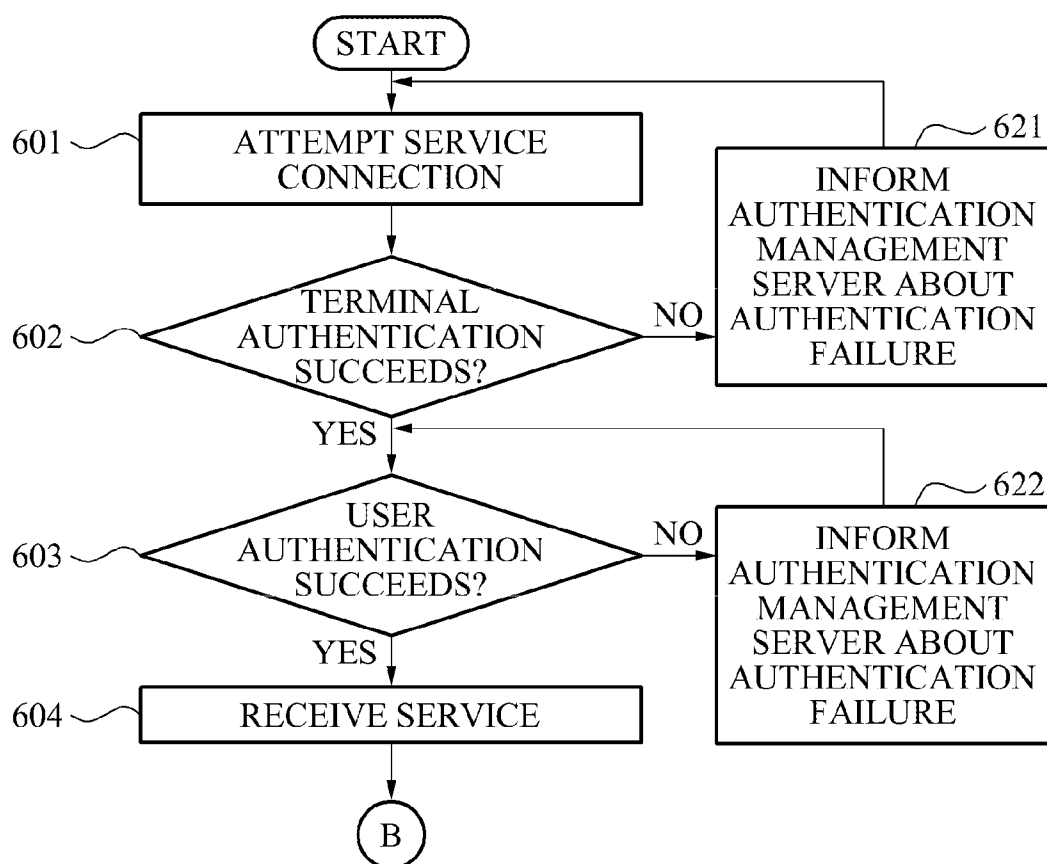 START
601
ATTEMPT SERVICE
CONNECTION
621
INFORM
AUTHENTICATION
MANAGEMENT
SERVER ABOUT
AUTHENTICATION
FAILURE
602
TERMINAL
AUTHENTICATION
SUCCEEDS?
NO
YES
622
603
USER
AUTHENTICATION
SUCCEEDS?
NO
INFORM
AUTHENTICATION
MANAGEMENT
SERVER ABOUT
AUTHENTICATION
FAILURE
YES
604
RECEIVE SERVICE
B